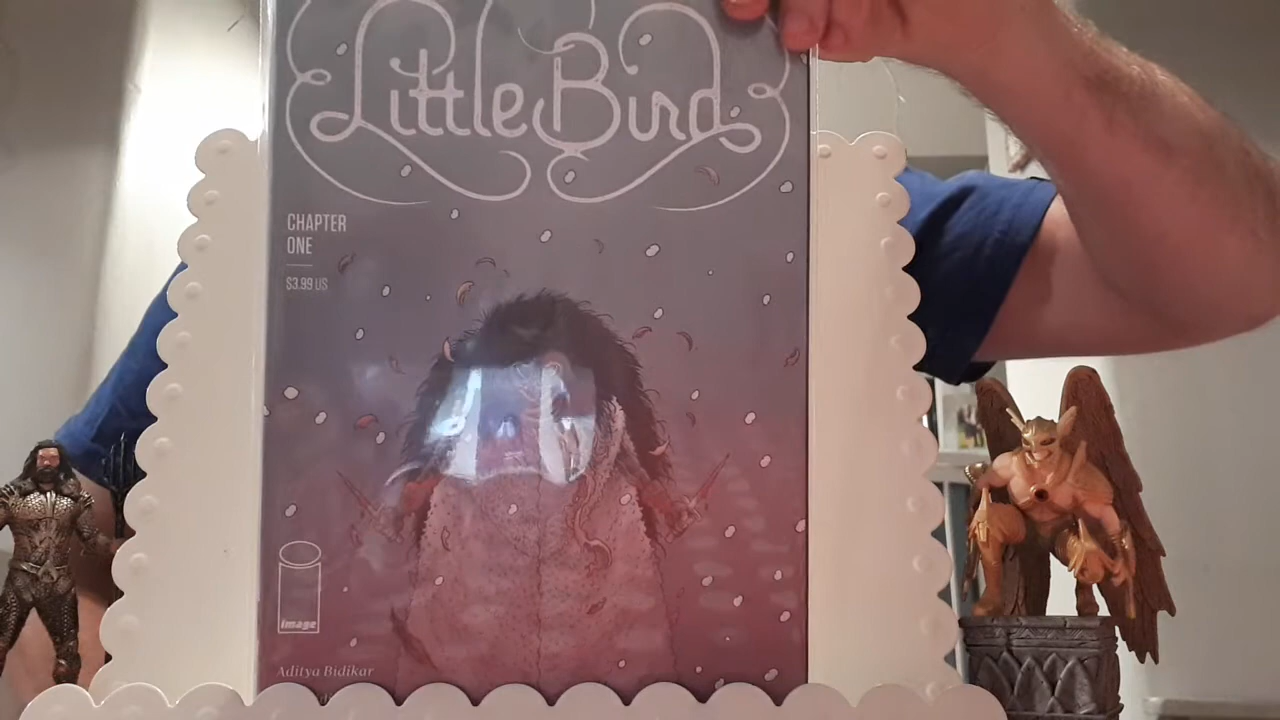 Little Bird
CHAPTER
ONE
$3.99 US
image
Aditya Bidikar